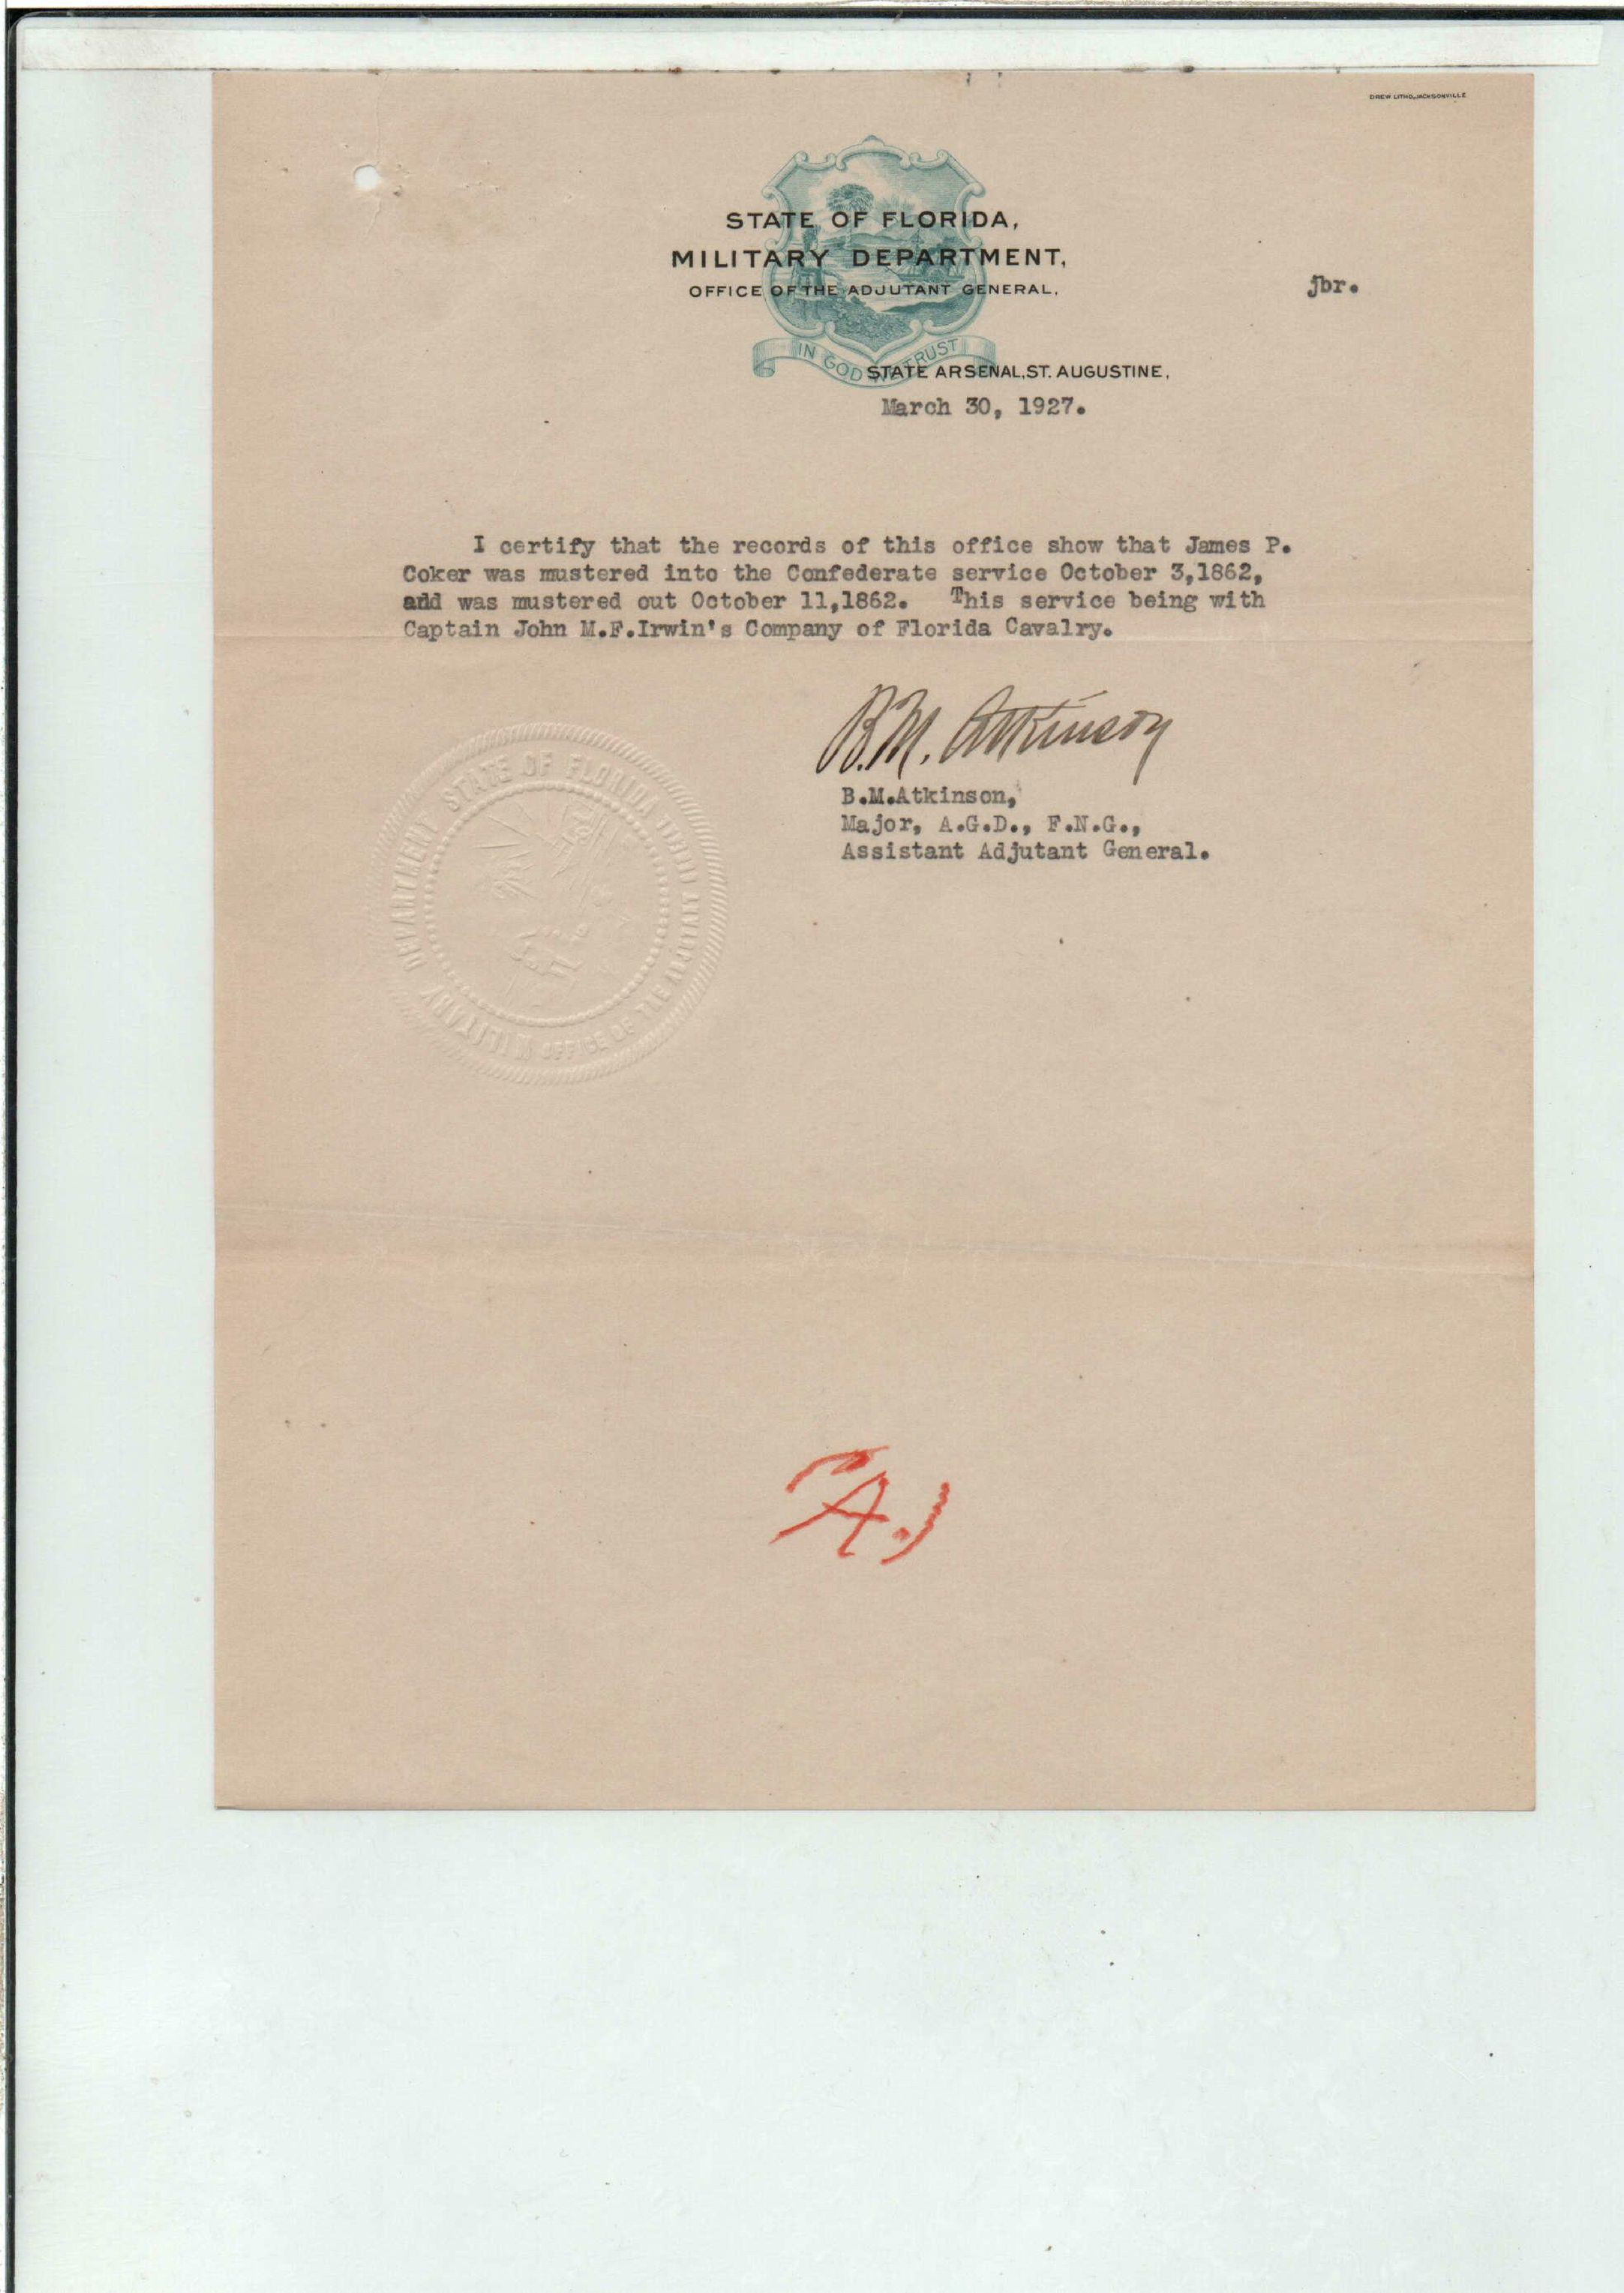 DREW LITHO., JACKSONVILLE
STATE OF FLORIDA,
MILITARY DEPARTMENT,
OFFICE OF THE ADJUTANT GENERAL,
jbr.
IN GOD WE TRUST
STATE ARSENAL, ST. AUGUSTINE,
March 30, 1927.
I certify that the records of this office show that James P.
Coker was mustered into the Confederate service October 3,1862,
and was mustered out October 11,1862. This service being with
Captain John M.F.Irwin's Company of Florida Cavalry.
B.M. Atkinson
B.M.Atkinson,
Major, A.G.D., F.N.G.,
Assistant Adjutant General.
MILITARY DEPARTMENT STATE OF FLORIDA
OFFICE OF THE ADJUTANT
"A.)